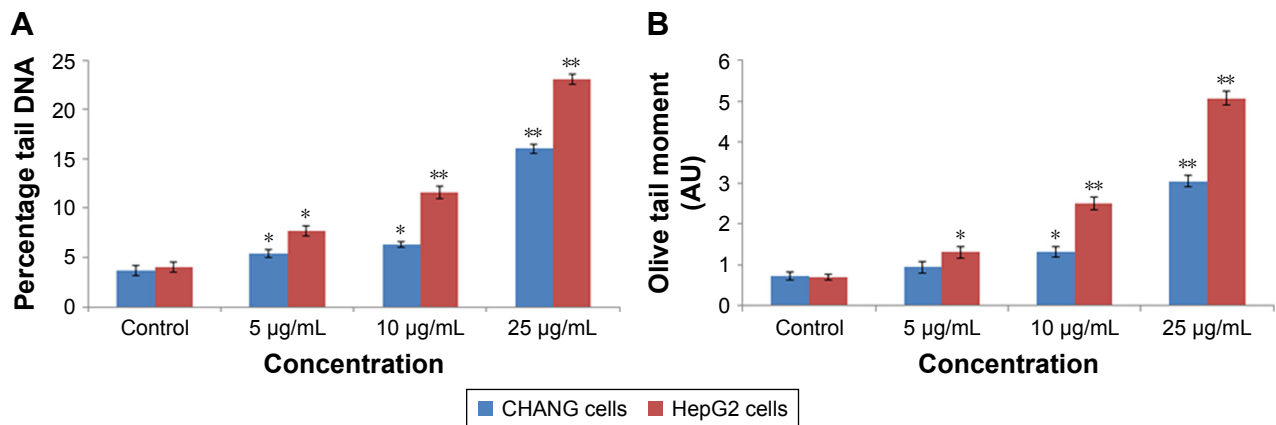 A
Percentage tail DNA
25
20
15
10
5
0
* * * ** ** **
Control 5 µg/mL 10 µg/mL 25 µg/mL
Concentration
B
Olive tail moment
(AU)
6
5
4
3
2
1
0
* * ** ** **
Control 5 µg/mL 10 µg/mL 25 µg/mL
Concentration
CHANG cells HepG2 cells